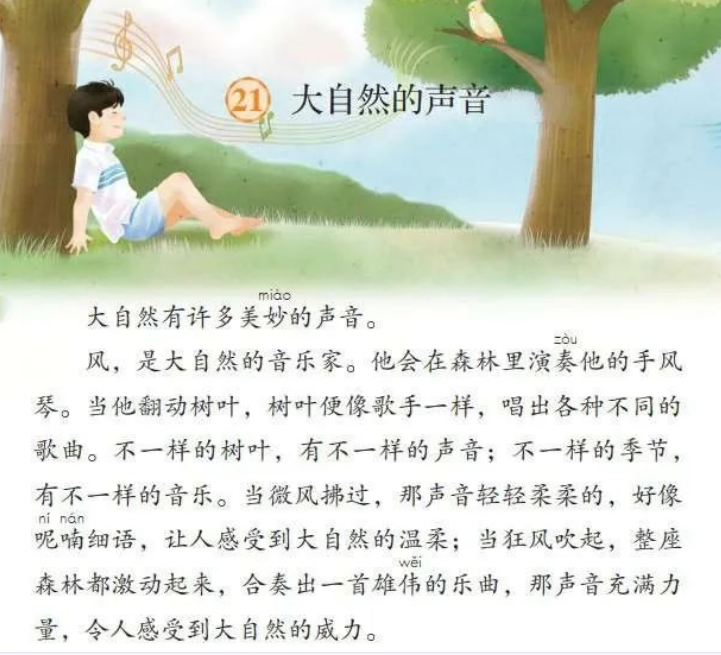 21 大自然的声音
miào
大自然有许多美妙的声音。
zòu
风，是大自然的音乐家。他会在森林里演奏他的手风
琴。当他翻动树叶，树叶便像歌手一样，唱出各种不同的
歌曲。不一样的树叶，有不一样的声音；不一样的季节，
有不一样的音乐。当微风拂过，那声音轻轻柔柔的，好像
ní nán
呢喃细语，让人感受到大自然的温柔；当狂风吹起，整座
wěi
森林都激动起来，合奏出一首雄伟的乐曲，那声音充满力
量，令人感受到大自然的威力。